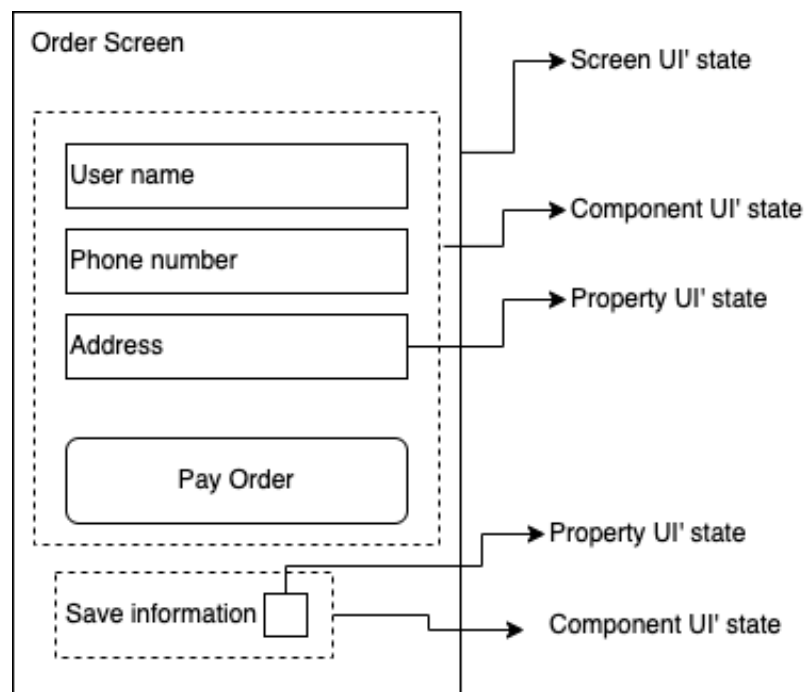 Order Screen
Screen UI' state
User name
Component UI' state
Phone number
Property UI' state
Address
Pay Order
Property UI' state
Save information
Component UI' state